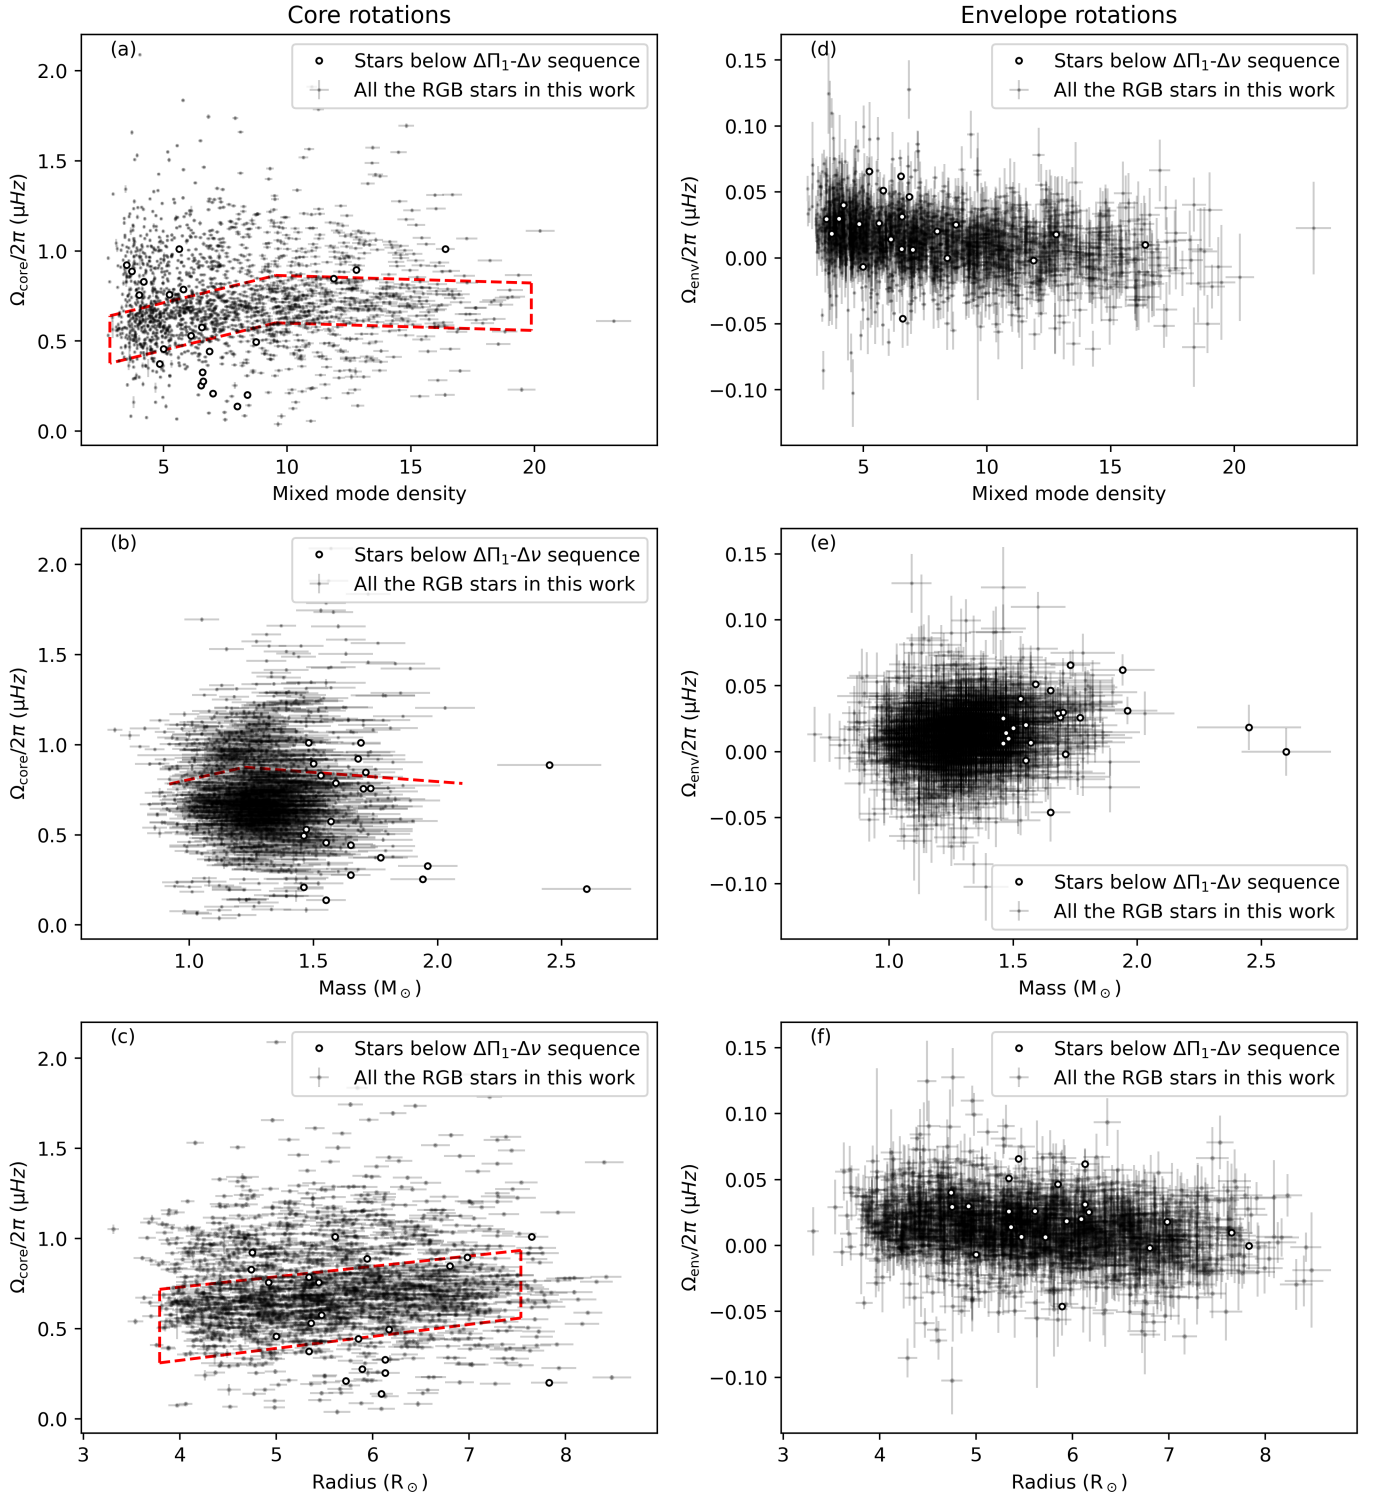 Core rotations
Envelope rotations
(a)
Stars below ΔΠ₁-Δν sequence
All the RGB stars in this work
2.0
1.5
1.0
0.5
0.0
Ω_core/2π (μHz)
5 10 15 20
Mixed mode density
(d)
Stars below ΔΠ₁-Δν sequence
All the RGB stars in this work
0.15
0.10
0.05
0.00
−0.05
−0.10
Ω_env/2π (μHz)
5 10 15 20
Mixed mode density
(b)
Stars below ΔΠ₁-Δν sequence
All the RGB stars in this work
2.0
1.5
1.0
0.5
0.0
Ω_core/2π (μHz)
1.0 1.5 2.0 2.5
Mass (M⊙)
(e)
Stars below ΔΠ₁-Δν sequence
All the RGB stars in this work
0.15
0.10
0.05
0.00
−0.05
−0.10
Ω_env/2π (μHz)
1.0 1.5 2.0 2.5
Mass (M⊙)
(c)
Stars below ΔΠ₁-Δν sequence
All the RGB stars in this work
2.0
1.5
1.0
0.5
0.0
Ω_core/2π (μHz)
3 4 5 6 7 8
Radius (R⊙)
(f)
Stars below ΔΠ₁-Δν sequence
All the RGB stars in this work
0.15
0.10
0.05
0.00
−0.05
−0.10
Ω_env/2π (μHz)
3 4 5 6 7 8
Radius (R⊙)